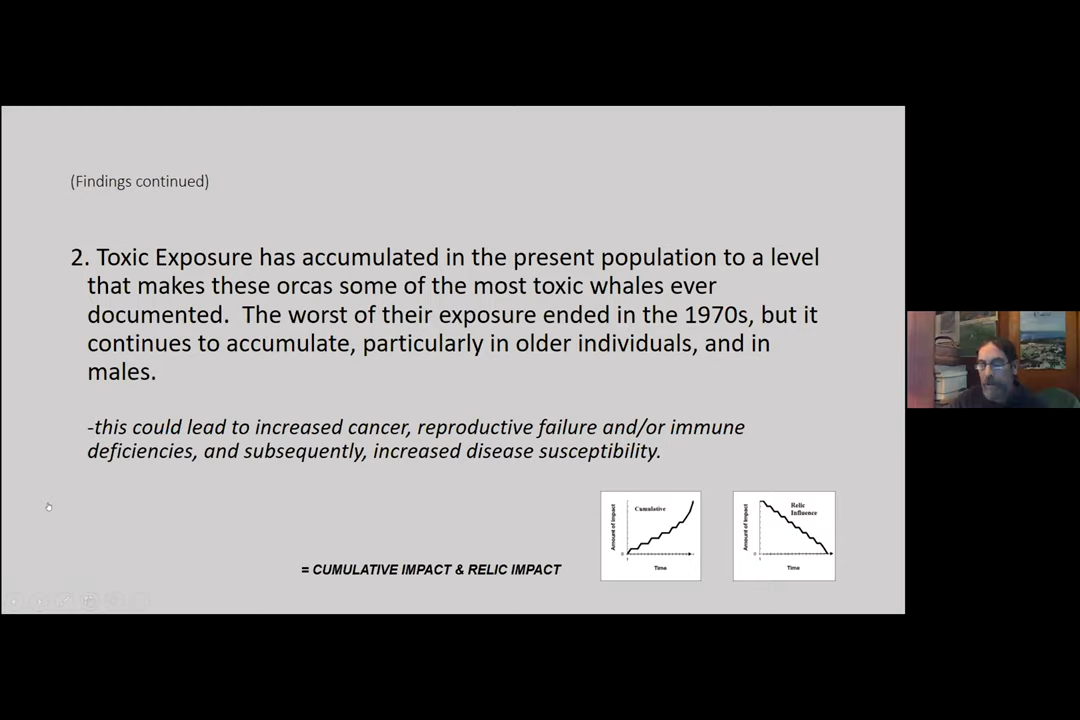 (Findings continued)
2. Toxic Exposure has accumulated in the present population to a level
that makes these orcas some of the most toxic whales ever
documented.  The worst of their exposure ended in the 1970s, but it
continues to accumulate, particularly in older individuals, and in
males.
-this could lead to increased cancer, reproductive failure and/or immune
deficiencies, and subsequently, increased disease susceptibility.
= CUMULATIVE IMPACT & RELIC IMPACT
Cumulative
Amount of Impact
0
1
Time
Relic
Influence
Amount of Impact
0
1
Time